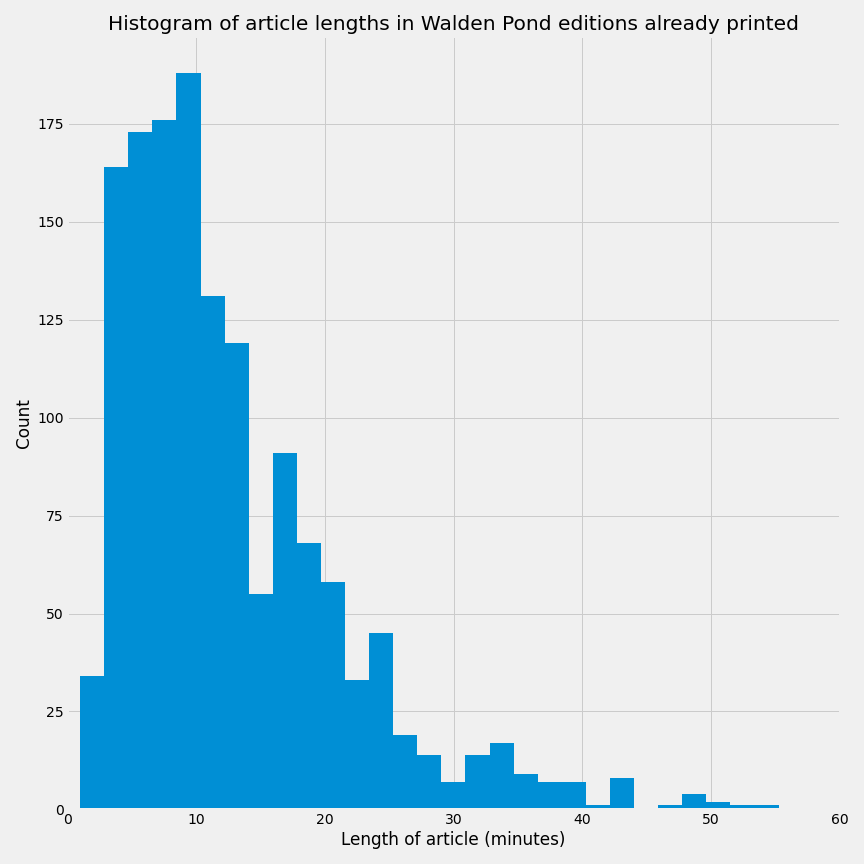 Histogram of article lengths in Walden Pond editions already printed
175
150
125
100
75
50
25
0
Count
0 10 20 30 40 50 60
Length of article (minutes)